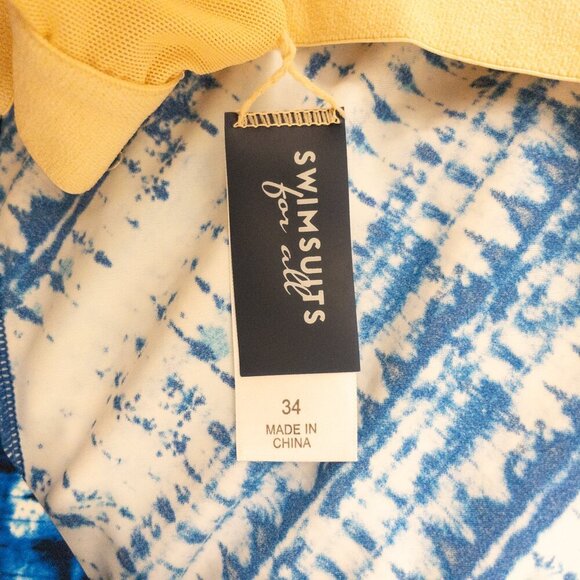 SWIMSUITS
for all
34
MADE IN
CHINA